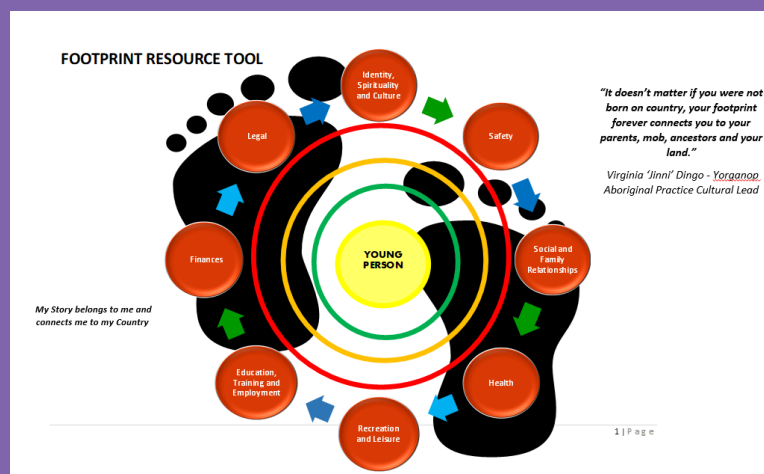 FOOTPRINT RESOURCE TOOL
“It doesn’t matter if you were not
born on country, your footprint
forever connects you to your
parents, mob, ancestors and your
land.”
Virginia ‘Jinni’ Dingo - Yorganop
Aboriginal Practice Cultural Lead
Identity,
Spirituality
and Culture
Safety
Social and
Family
Relationships
Health
Recreation
and Leisure
Education,
Training and
Employment
Finances
Legal
YOUNG
PERSON
My Story belongs to me and
connects me to my Country
1 | P a g e